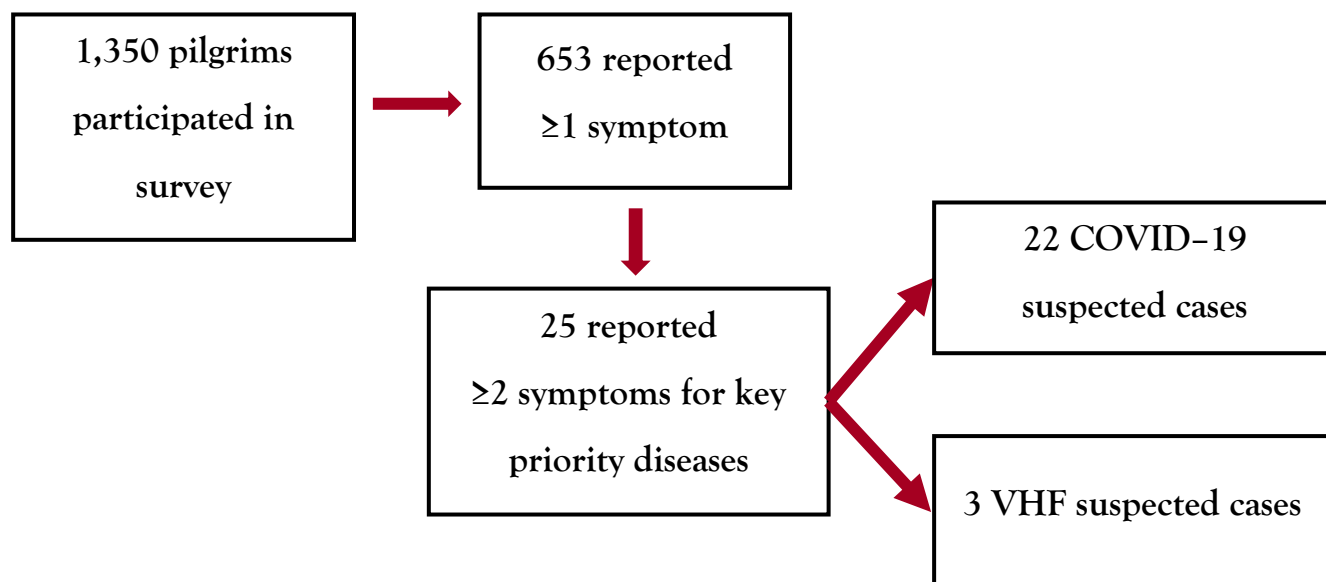 1,350 pilgrims
participated in
survey
653 reported
≥1 symptom
25 reported
≥2 symptoms for key
priority diseases
22 COVID-19
suspected cases
3 VHF suspected cases